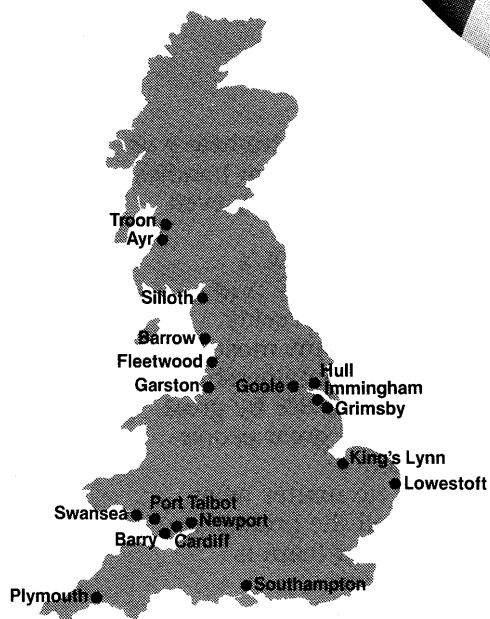 Troon
Ayr
Silloth
Barrow
Fleetwood
Garston
Goole
Hull
Immingham
Grimsby
King's Lynn
Lowestoft
Swansea
Port Talbot
Newport
Barry
Cardiff
Southampton
Plymouth